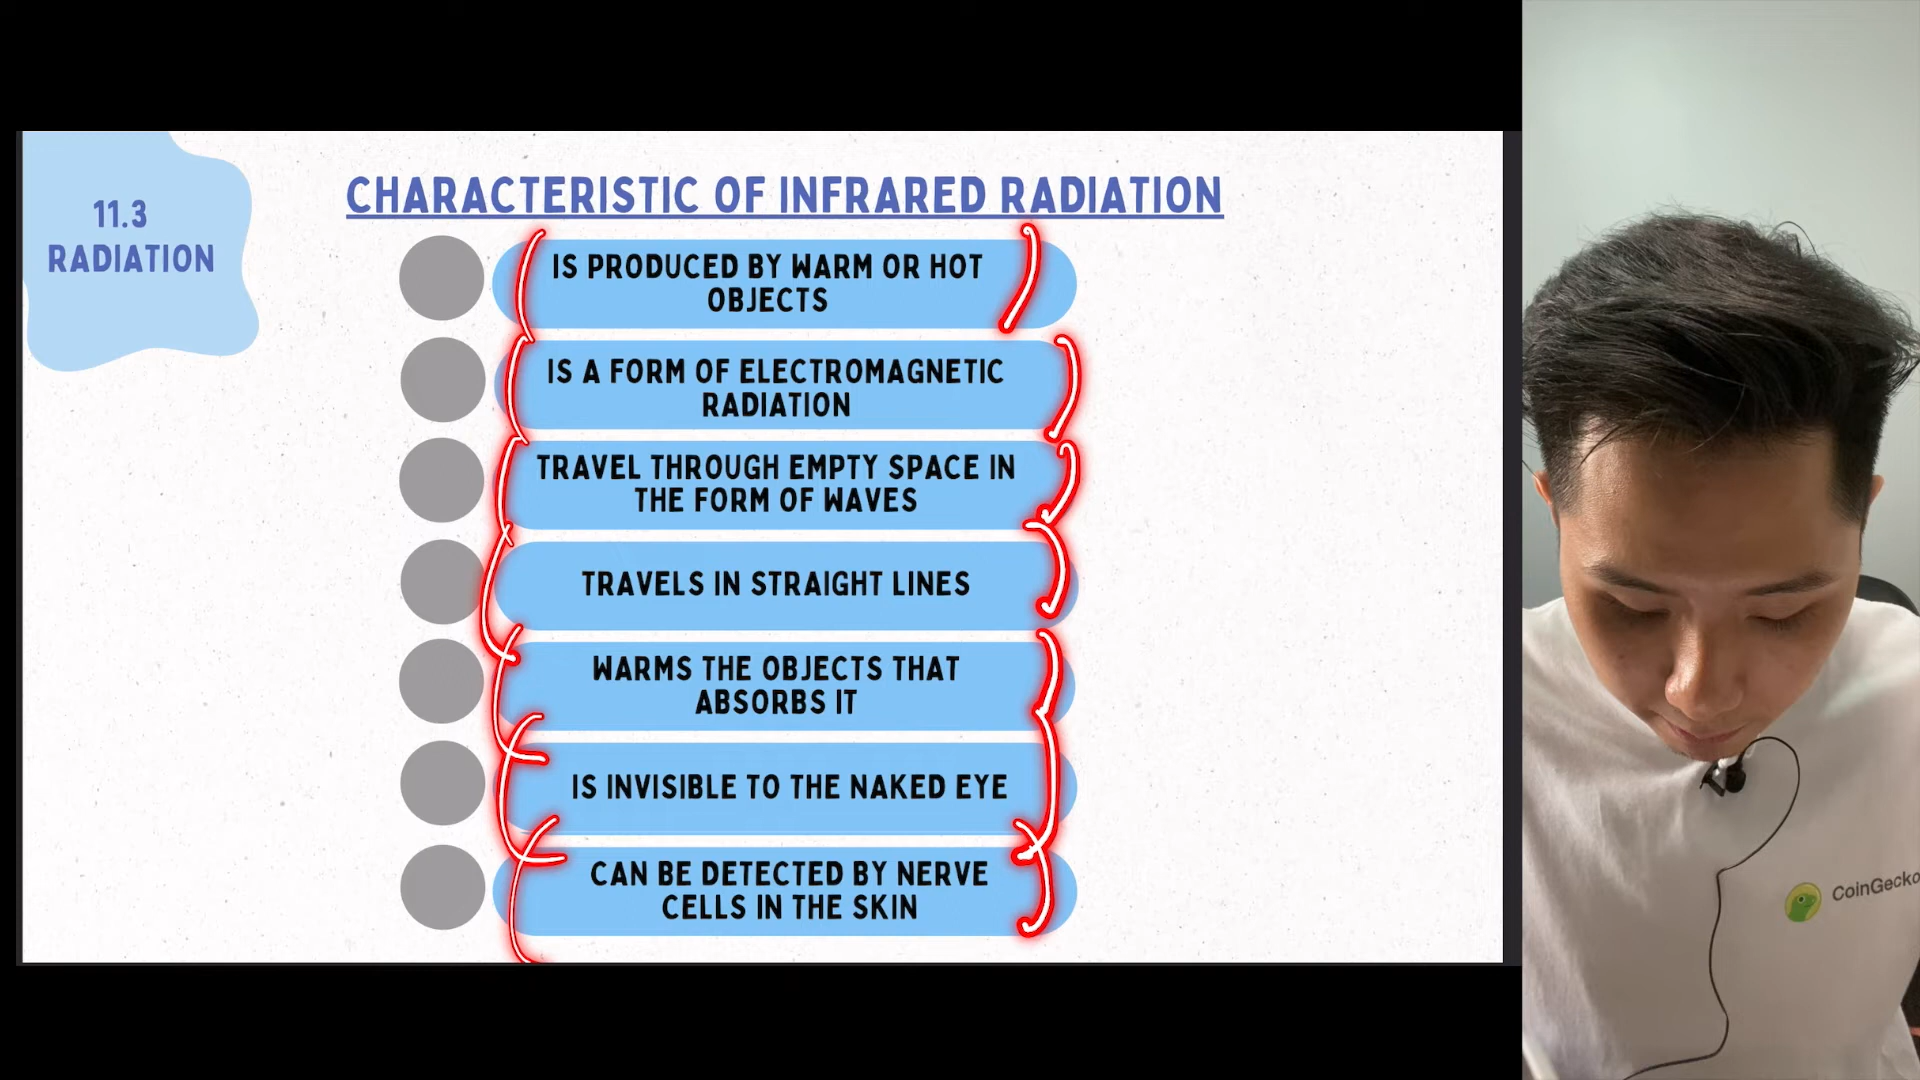 11.3
RADIATION
CHARACTERISTIC OF INFRARED RADIATION
IS PRODUCED BY WARM OR HOT
OBJECTS
IS A FORM OF ELECTROMAGNETIC
RADIATION
TRAVEL THROUGH EMPTY SPACE IN
THE FORM OF WAVES
TRAVELS IN STRAIGHT LINES
WARMS THE OBJECTS THAT
ABSORBS IT
IS INVISIBLE TO THE NAKED EYE
CAN BE DETECTED BY NERVE
CELLS IN THE SKIN
CoinGecko